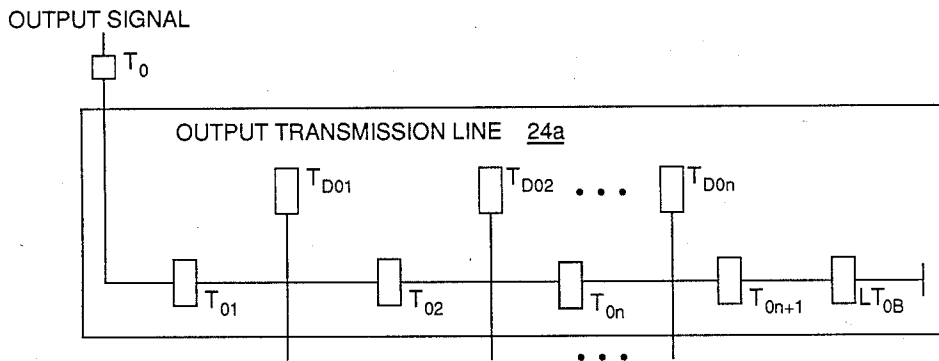 OUTPUT SIGNAL
T0
OUTPUT TRANSMISSION LINE 24a
TD01
TD02
• • •
TD0n
T01
T02
T0n
T0n+1
LT0B
• • •